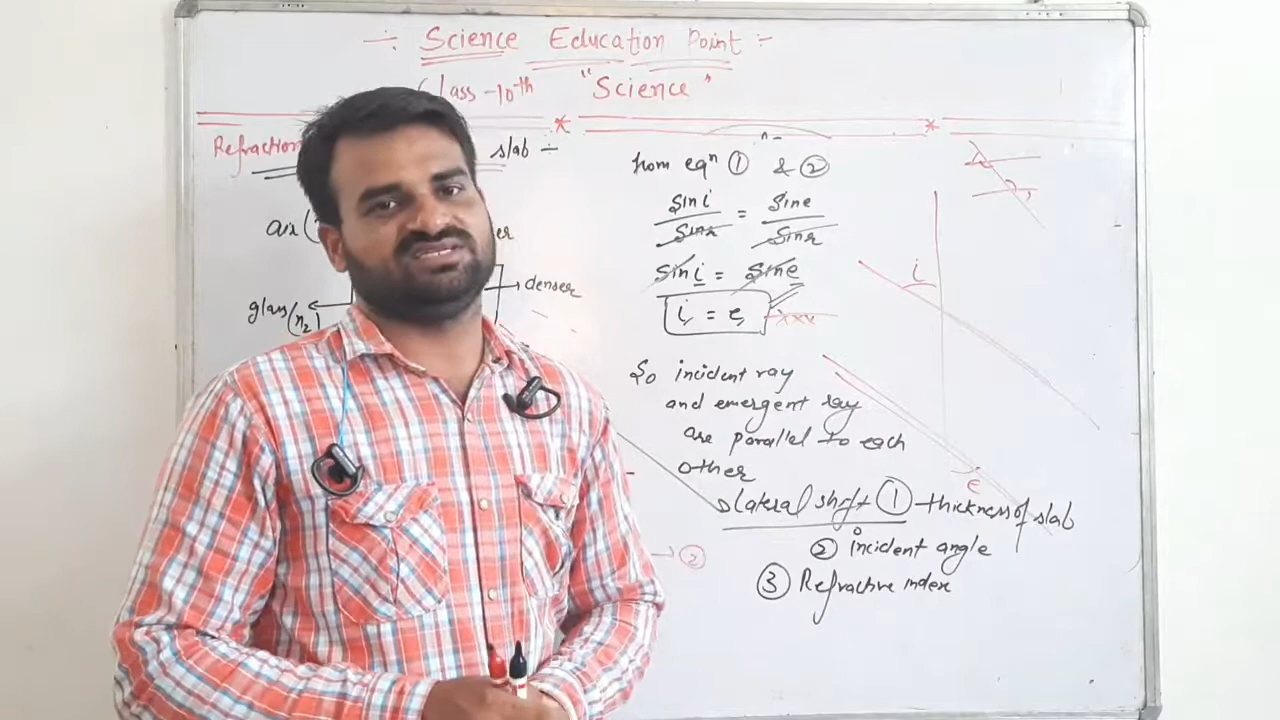 ÷ Science Education Point ÷
Class -10th "Science"
Refraction slab ÷
air
denser
glass (n2)
from eqn ① & ②
Sin i / Sin r = Sin e / Sin r
Sin i = Sin e
i = e
xxx
So incident ray
and emergent ray
are parallel to each
other
lateral shift ① thickness of slab
② incident angle
③ Refractive index
→ ②
i
e